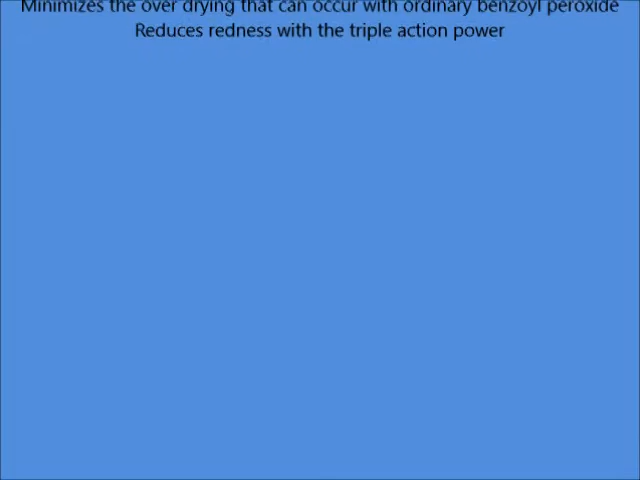 Minimizes the over drying that can occur with ordinary benzoyl peroxide
Reduces redness with the triple action power